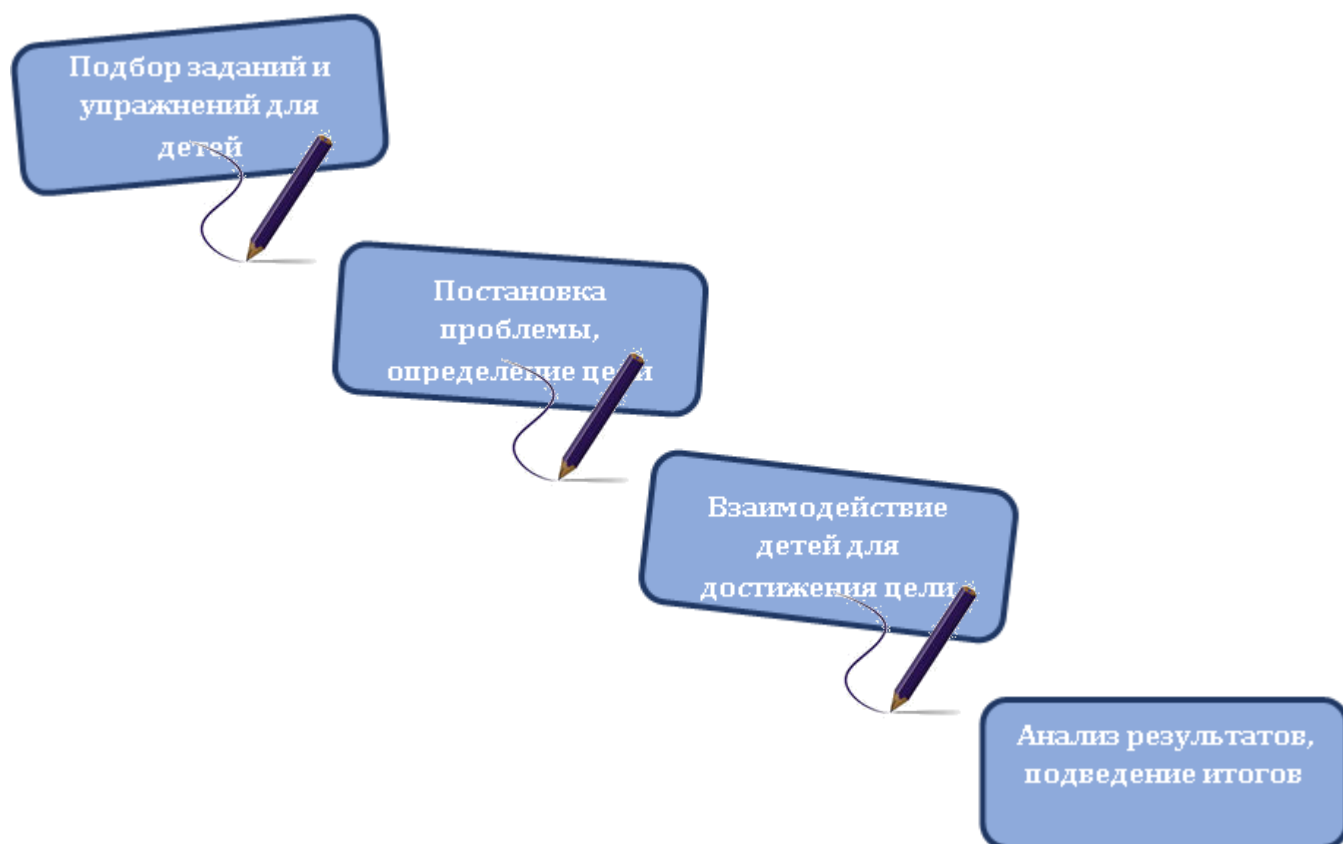 Подбор заданий и
упражнений для
детей
Постановка
проблемы,
определение цели
Взаимодействие
детей для
достижения цели
Анализ результатов,
подведение итогов